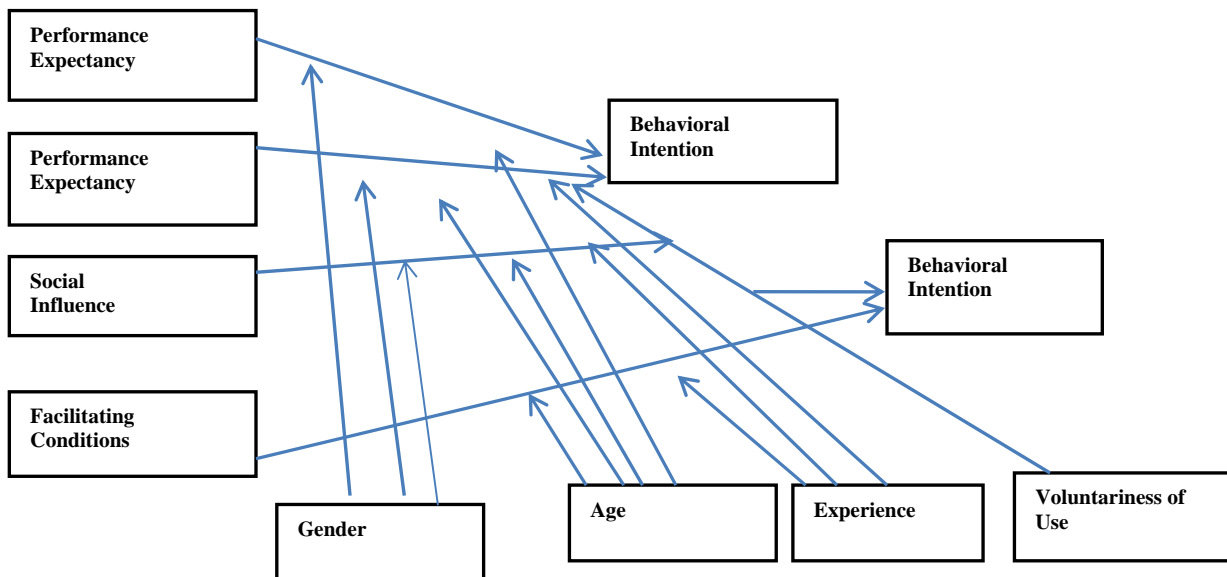 Performance
Expectancy
Behavioral
Intention
Performance
Expectancy
Social
Influence
Behavioral
Intention
Facilitating
Conditions
Gender
Age
Experience
Voluntariness of
Use